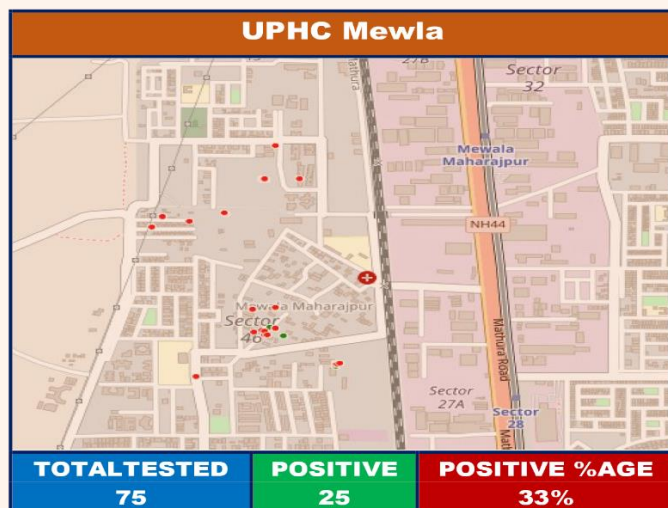 UPHC Mewla
Mathura
27B
Sector
32
Mewala
Maharajpur
NH44
Mewala Maharajpur
Sector
46
Mathura Road
Sector
27A
Sector
28
TOTALTESTED
75
POSITIVE
25
POSITIVE %AGE
33%